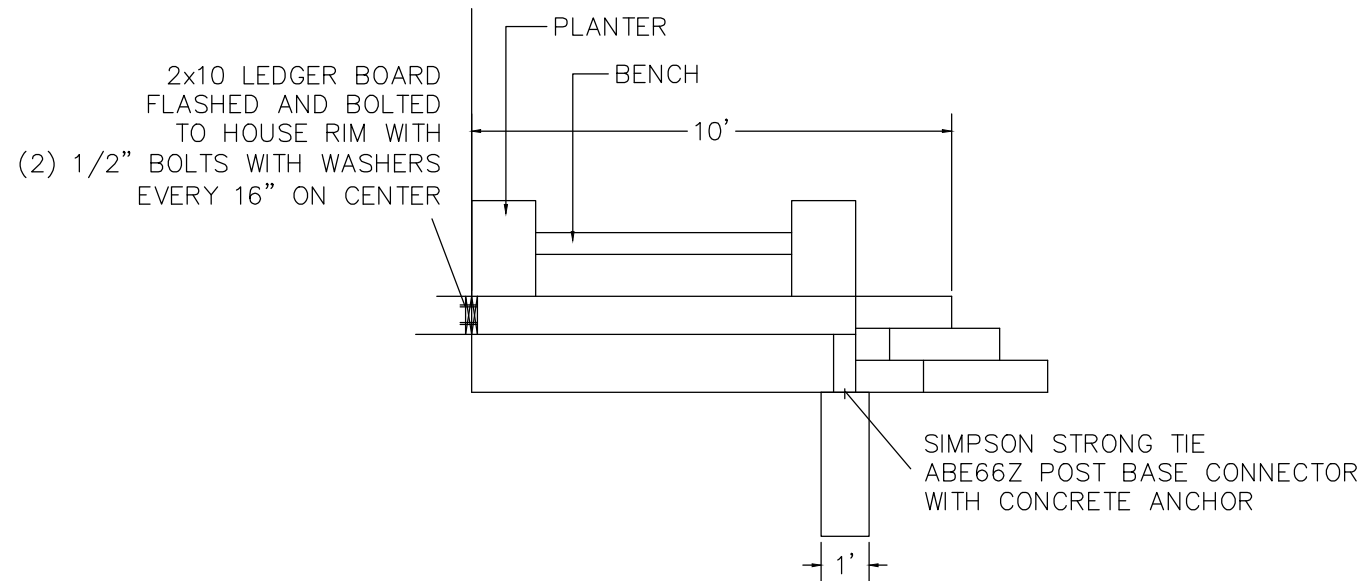 PLANTER
BENCH
2x10 LEDGER BOARD
FLASHED AND BOLTED
TO HOUSE RIM WITH
(2) 1/2" BOLTS WITH WASHERS
EVERY 16" ON CENTER
10'
SIMPSON STRONG TIE
ABE66Z POST BASE CONNECTOR
WITH CONCRETE ANCHOR
1'